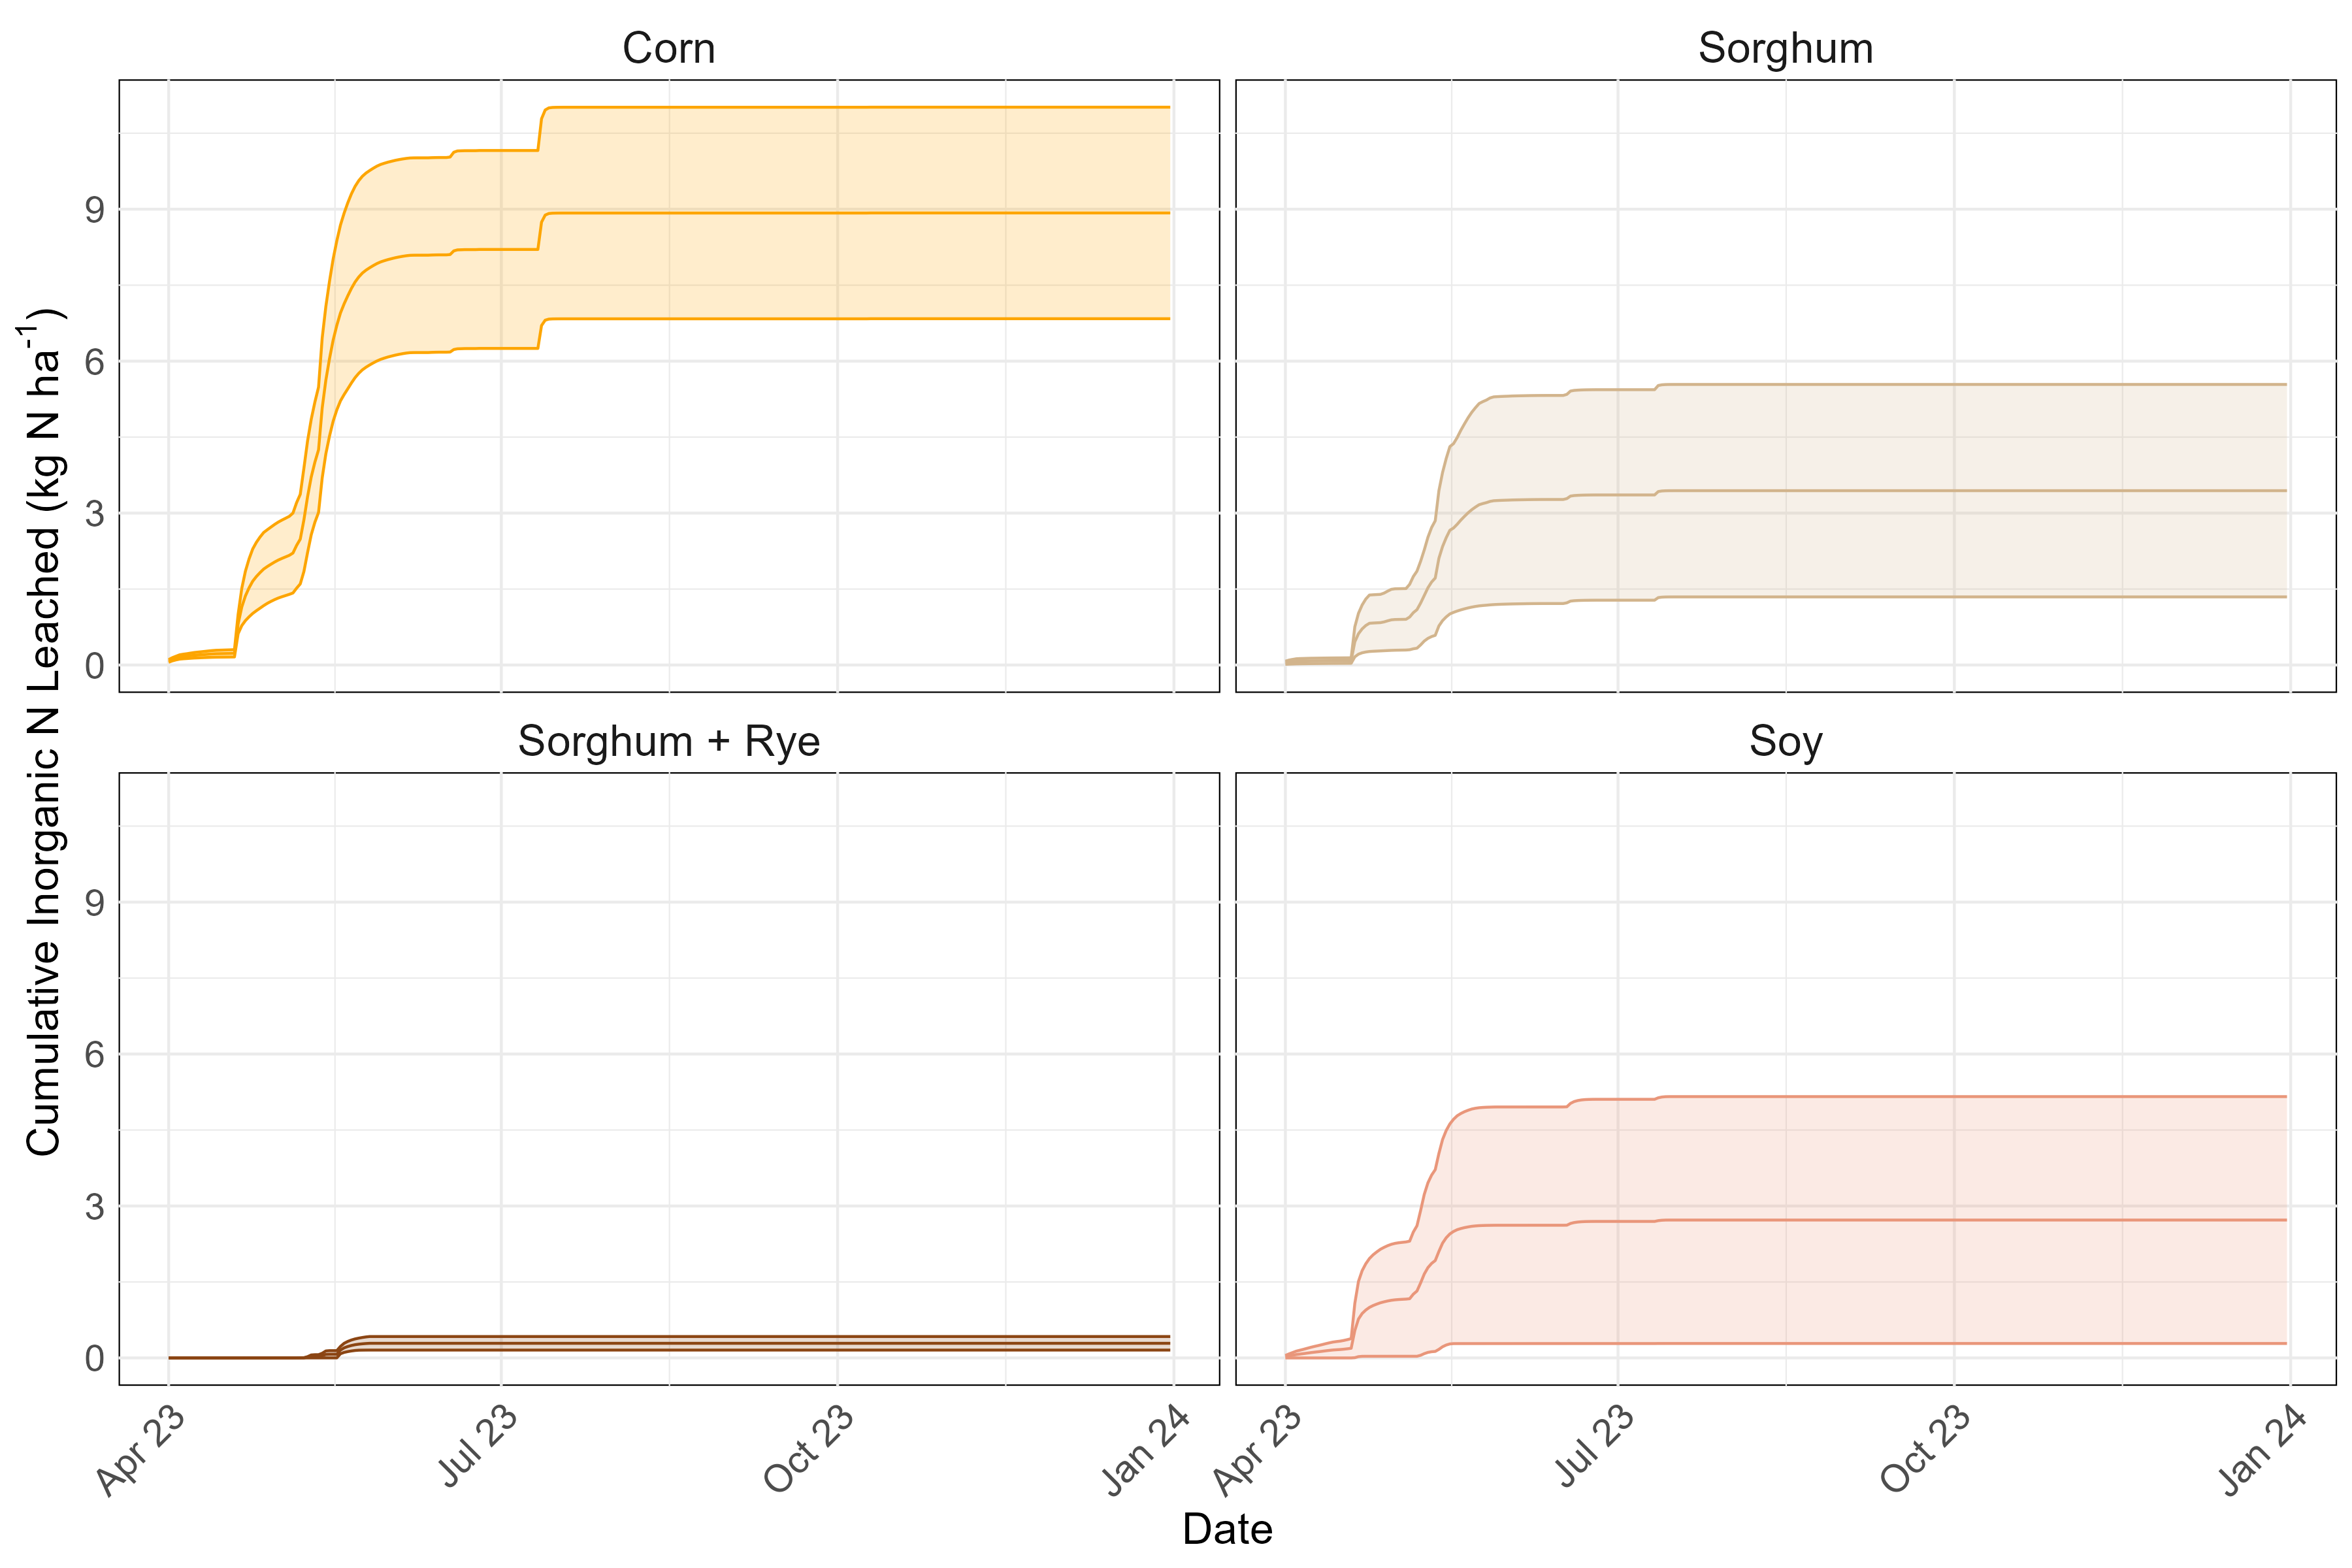 Corn
Sorghum
9
6
3
0
Sorghum + Rye
Soy
9
6
3
0
Cumulative Inorganic N Leached (kg N ha⁻¹)
Apr 23
Jul 23
Oct 23
Jan 24
Apr 23
Jul 23
Oct 23
Jan 24
Date